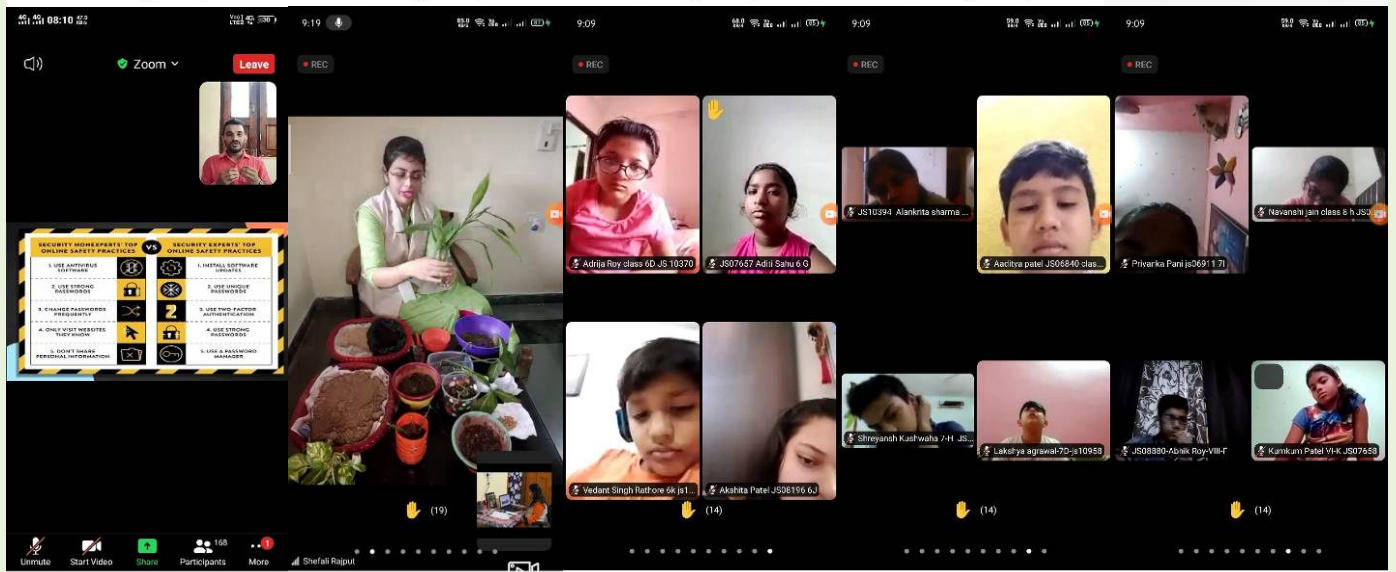 08:10
Zoom
Leave
SECURITY NONEXPERTS' TOP
ONLINE SAFETY PRACTICES
VS
SECURITY EXPERTS' TOP
ONLINE SAFETY PRACTICES
1. USE ANTIVIRUS
SOFTWARE
1. INSTALL SOFTWARE
UPDATES
2. USE STRONG
PASSWORDS
2. USE UNIQUE
PASSWORDS
3. CHANGE PASSWORDS
FREQUENTLY
3. USE TWO-FACTOR
AUTHENTICATION
4. ONLY VISIT WEBSITES
THEY KNOW
4. USE STRONG
PASSWORDS
5. DON'T SHARE
PERSONAL INFORMATION
5. USE A PASSWORD
MANAGER
Unmute
Start Video
Share
Participants
168
More
1
9:19
REC
(19)
Shefali Rajput
9:09
REC
Adrija Roy class 6D JS 10370
JS07657 Aditi Sahu 6 G
Vedant Singh Rathore 6k js1...
Akshita Patel JS08196 6J
(14)
9:09
JS10394 Alankrita sharma ...
Aaditya patel JS06840 clas...
Shreyansh Kushwaha 7-H JS...
Lakshya agrawal-7D-js10958
(14)
9:09
REC
Priyanka Pani js06911 7I
Navanshi jain class 8 h JS0
JS08880-Abhik Roy-VIII-F
Kumkum Patel VI-K JS07658
(14)